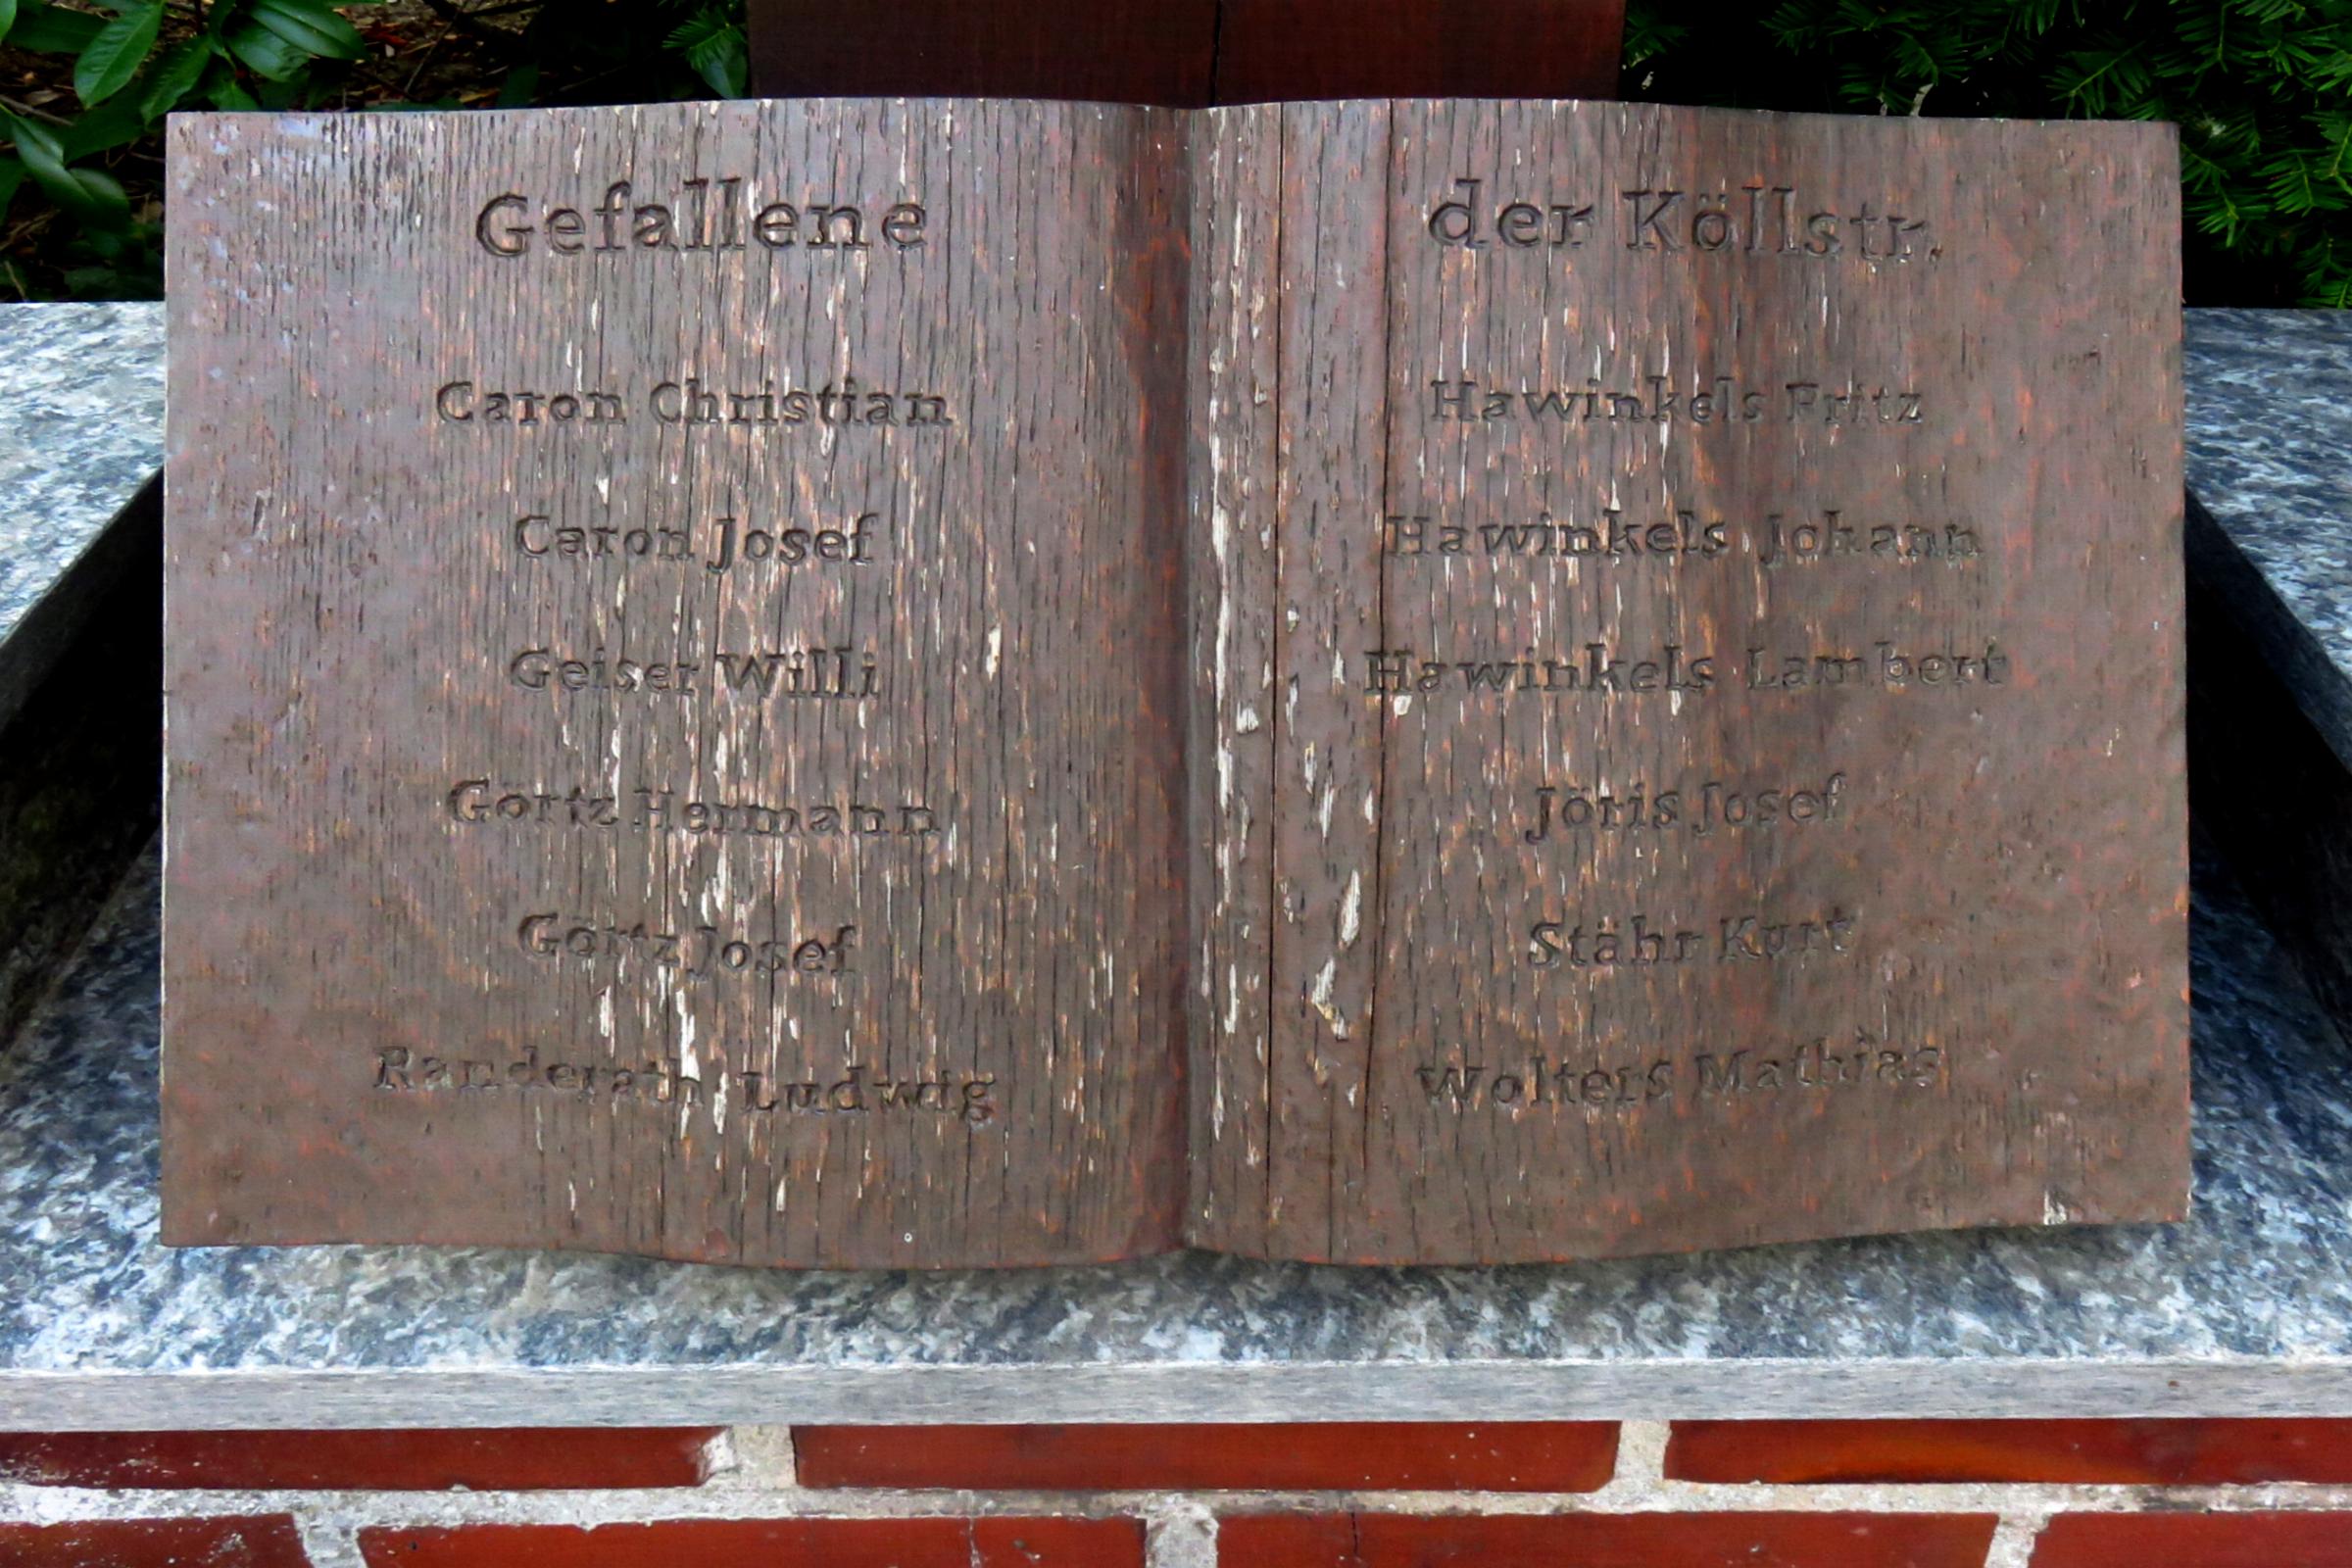 Gefallene
Caron Christian
Caron Josef
Geiser Willi
Görtz Hermann
Görtz Josef
Randerath Ludwig
der Köllstr.
Hawinkels Fritz
Hawinkels Johann
Hawinkels Lambert
Jöris Josef
Stähr Kurt
Wolters Mathias